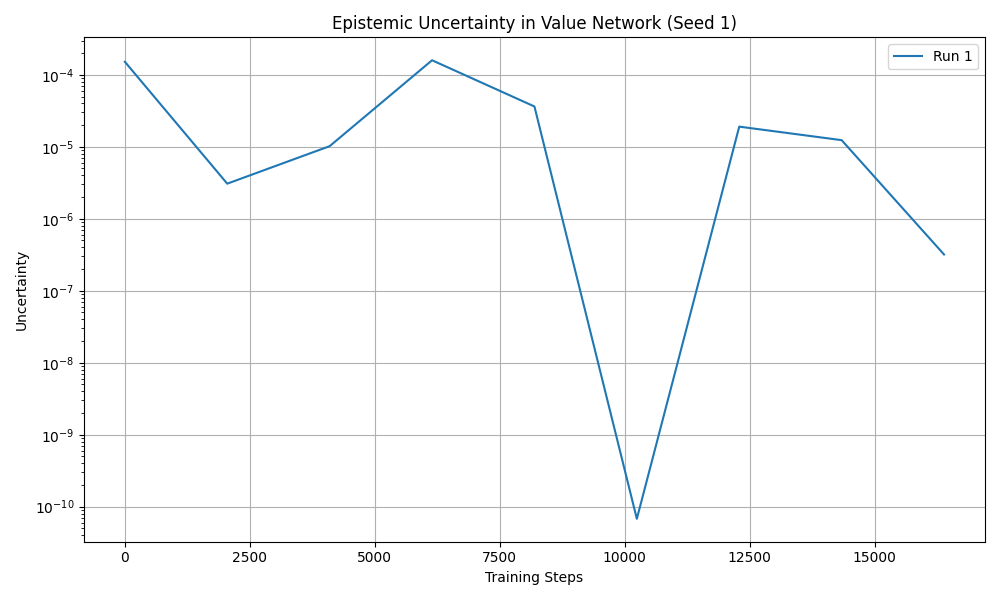 Epistemic Uncertainty in Value Network (Seed 1)
Run 1
Uncertainty
10⁻⁴
10⁻⁵
10⁻⁶
10⁻⁷
10⁻⁸
10⁻⁹
10⁻¹⁰
0 2500 5000 7500 10000 12500 15000
Training Steps